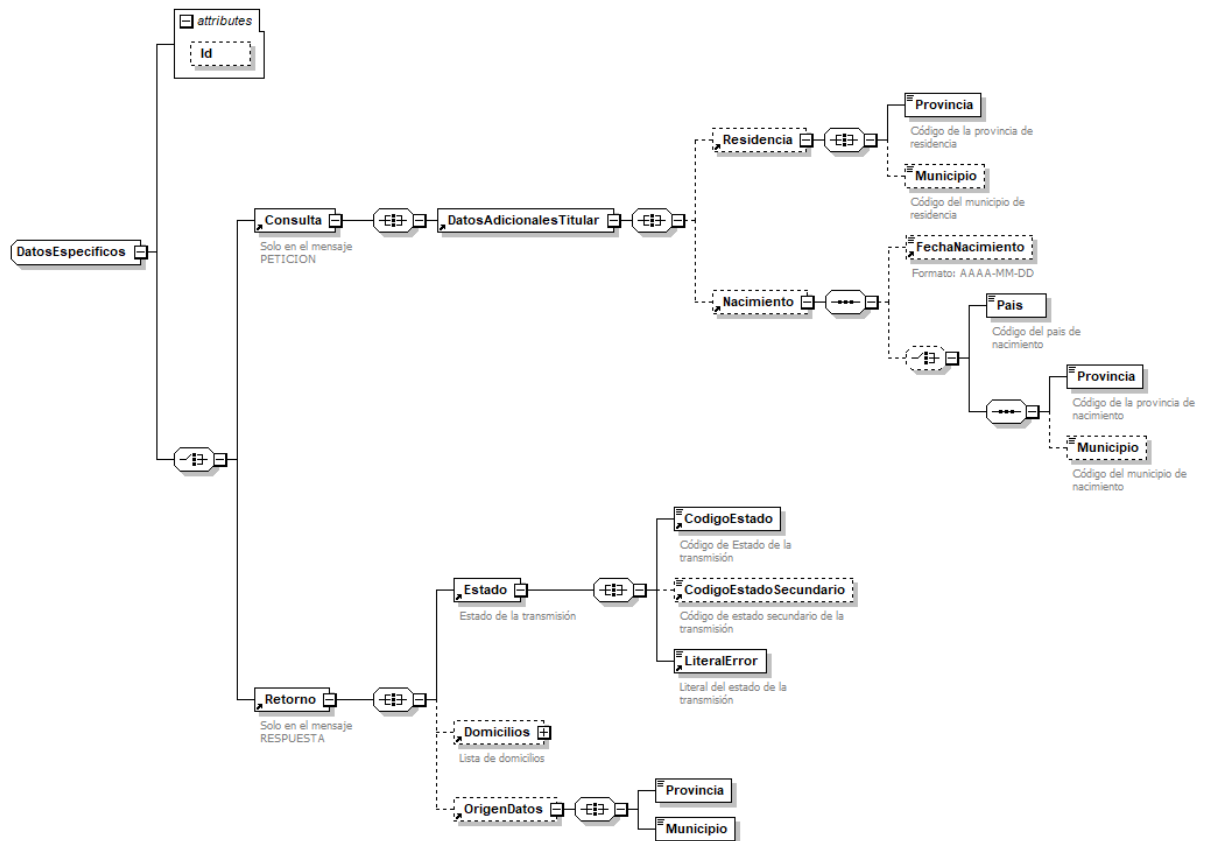 attributes
Id
DatosEspecificos
Consulta
Solo en el mensaje
PETICION
DatosAdicionalesTitular
Residencia
Provincia
Código de la provincia de
residencia
Municipio
Código del municipio de
residencia
Nacimiento
FechaNacimiento
Formato: AAAA-MM-DD
Pais
Código del pais de
nacimiento
Provincia
Código de la provincia de
nacimiento
Municipio
Código del municipio de
nacimiento
Retorno
Solo en el mensaje
RESPUESTA
Estado
Estado de la transmisión
CodigoEstado
Código de Estado de la
transmisión
CodigoEstadoSecundario
Código de estado secundario de la
transmisión
LiteralError
Literal del estado de la
transmisión
Domicilios
Lista de domicilios
OrigenDatos
Provincia
Municipio